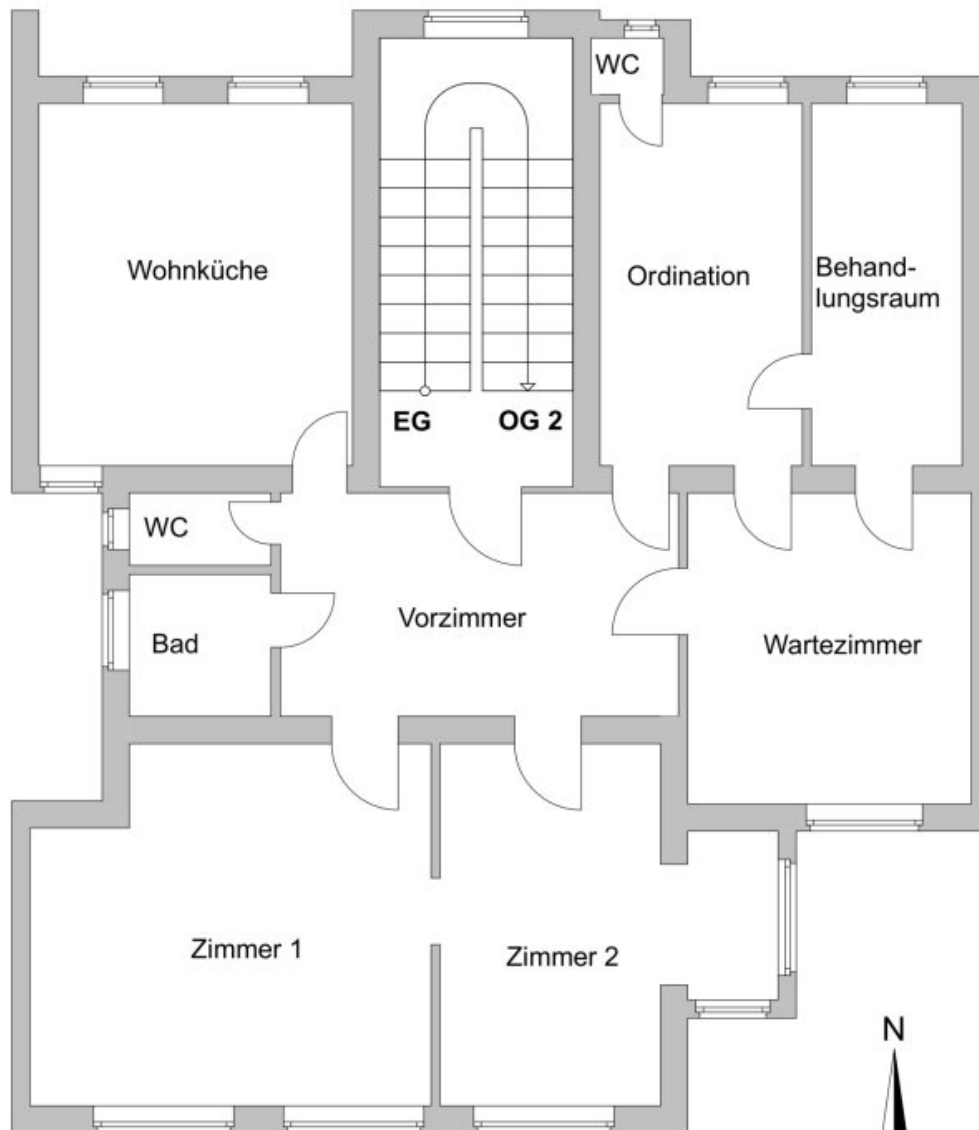 WC
Wohnküche
Ordination
Behand-
lungsraum
EG
OG 2
WC
Bad
Vorzimmer
Wartezimmer
Zimmer 1
Zimmer 2
N